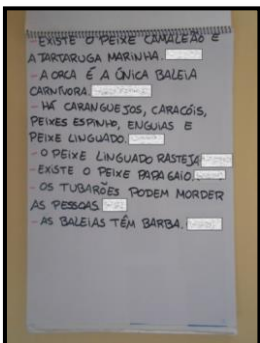 - EXISTE O PEIXE CAMALEÃO E
A TARTARUGA MARINHA.
- A ORCA É A ÚNICA BALEIA
CARNÍVORA.
- HÁ CARANGUEJOS, CARACÓIS,
PEIXES ESPINHO, ENGUIAS E
PEIXE LINGUADO.
- O PEIXE LINGUADO RASTEJA
- EXISTE O PEIXE PAPAGAIO.
- OS TUBARÕES PODEM MORDER
AS PESSOAS.
- AS BALEIAS TÊM BARBA.